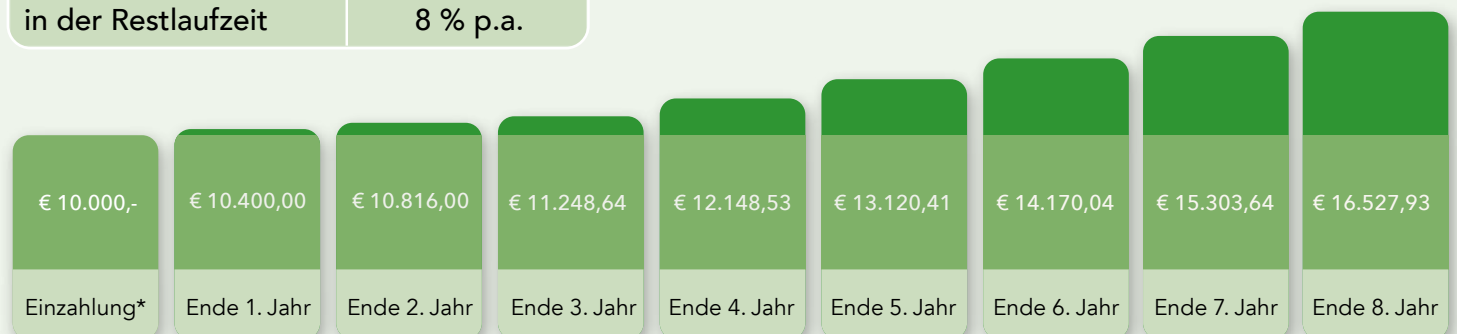 in der Restlaufzeit 8 % p.a.
€ 10.000,- € 10.400,00 € 10.816,00 € 11.248,64 € 12.148,53 € 13.120,41 € 14.170,04 € 15.303,64 € 16.527,93
Einzahlung* Ende 1. Jahr Ende 2. Jahr Ende 3. Jahr Ende 4. Jahr Ende 5. Jahr Ende 6. Jahr Ende 7. Jahr Ende 8. Jahr